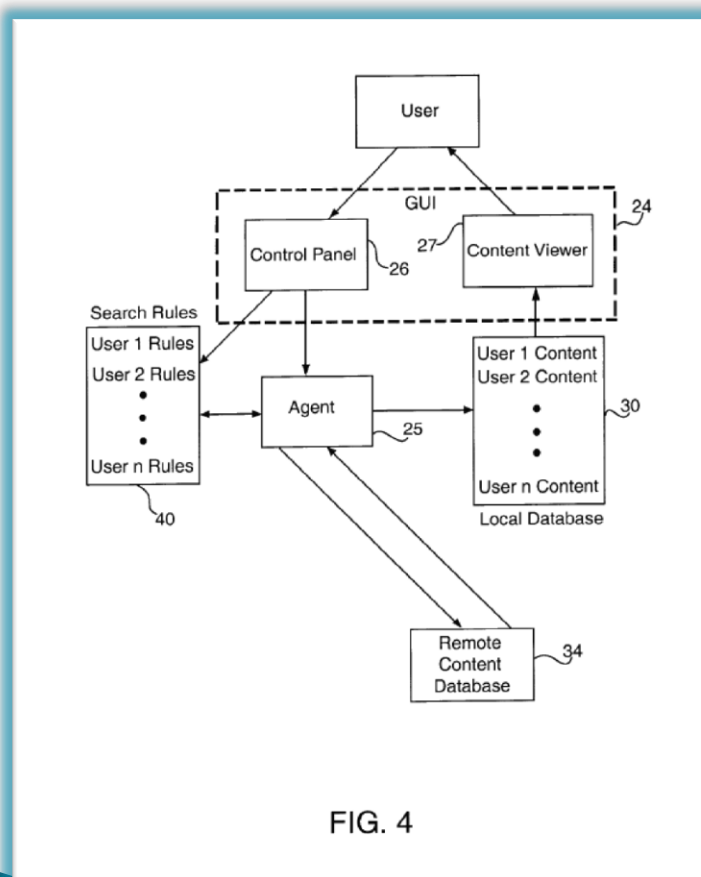 User
GUI
24
Control Panel
26
27
Content Viewer
Search Rules
User 1 Rules
User 2 Rules
User n Rules
40
Agent
25
User 1 Content
User 2 Content
User n Content
30
Local Database
Remote
Content
Database
34
FIG. 4